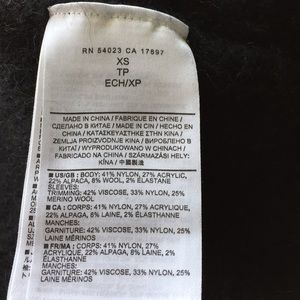 RN 54023 CA 17897
XS
TP
ECH/XP
MADE IN CHINA / FABRIQUE EN CHINE /
СДЕЛАНО В КИТАЕ / MADE IN CIN / HECHO EN
CHINA / ΚΑΤΑΣΚΕΥΑΣΤΗΚΕ ΣΤΗΝ ΚΙΝΑ /
ZEMLJA PROIZVODNJE KINA / ВИРОБЛЕНО В
КИТАЇ / WYPRODUKOWANO W CHINACH /
FABRICADO NA CHINA / SZÁRMAZÁSI HELY:
KÍNA / 中國製造
■ US/GB: BODY: 41% NYLON, 27% ACRYLIC,
22% ALPACA, 8% WOOL, 2% ELASTANE
SLEEVES:
TRIMMING: 42% VISCOSE, 33% NYLON, 25%
MERINO WOOL
■ CA : CORPS: 41% NYLON, 27% ACRYLIQUE,
22% ALPAGA, 8% LAINE, 2% ÉLASTHANNE
MANCHES:
GARNITURE: 42% VISCOSE, 33% NYLON, 25%
LAINE MÉRINOS
■ FR/MA : CORPS: 41% NYLON, 27%
ACRYLIQUE, 22% ALPAGA, 8% LAINE, 2%
ÉLASTHANNE
MANCHES:
GARNITURE: 42% VISCOSE, 33% NYLON, 25%
LAINE MÉRINOS